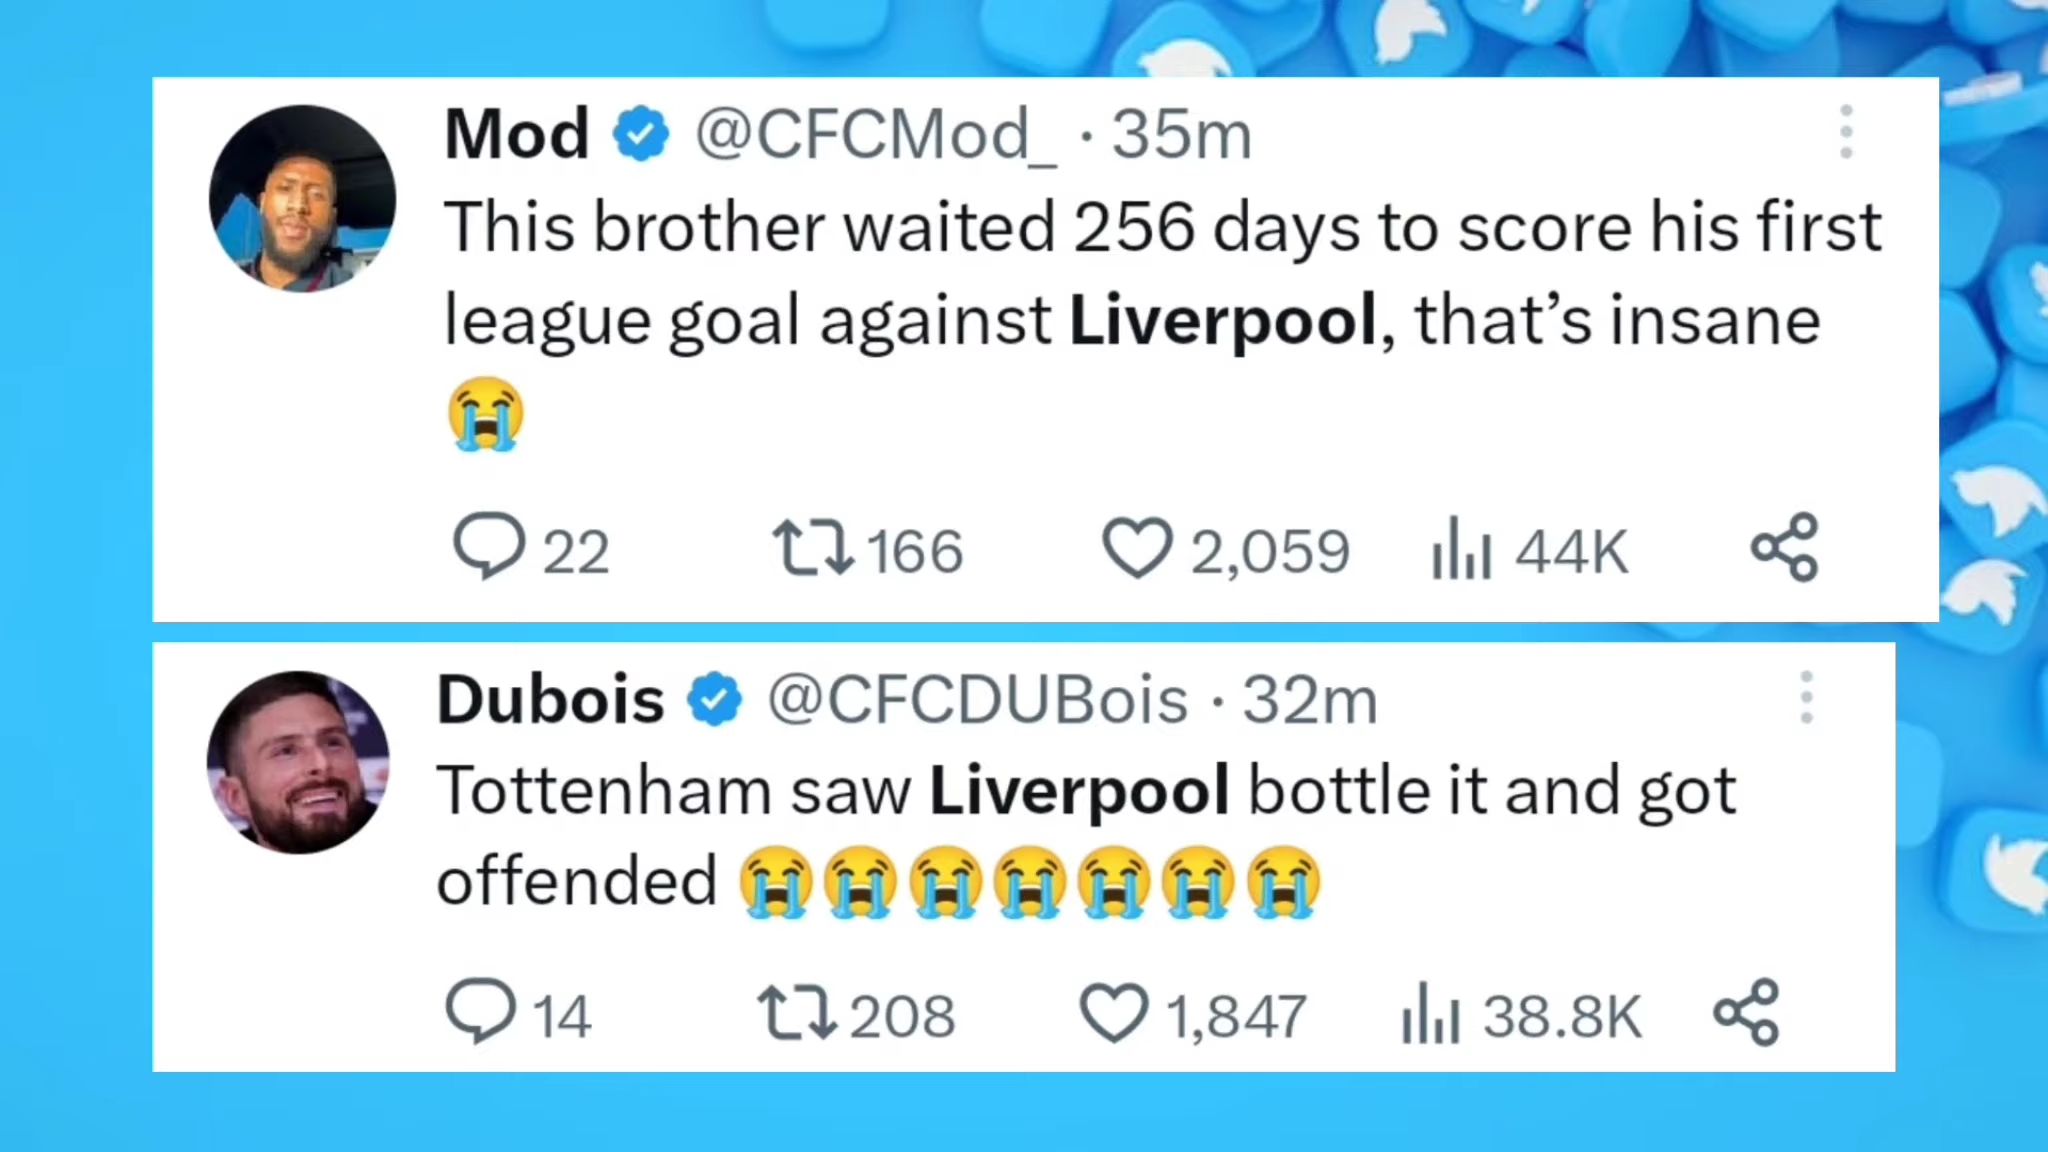 Mod @CFCMod_ · 35m
This brother waited 256 days to score his first
league goal against Liverpool, that’s insane
😭
22 166 2,059 44K
Dubois @CFCDUBois · 32m
Tottenham saw Liverpool bottle it and got
offended 😭😭😭😭😭😭😭
14 208 1,847 38.8K